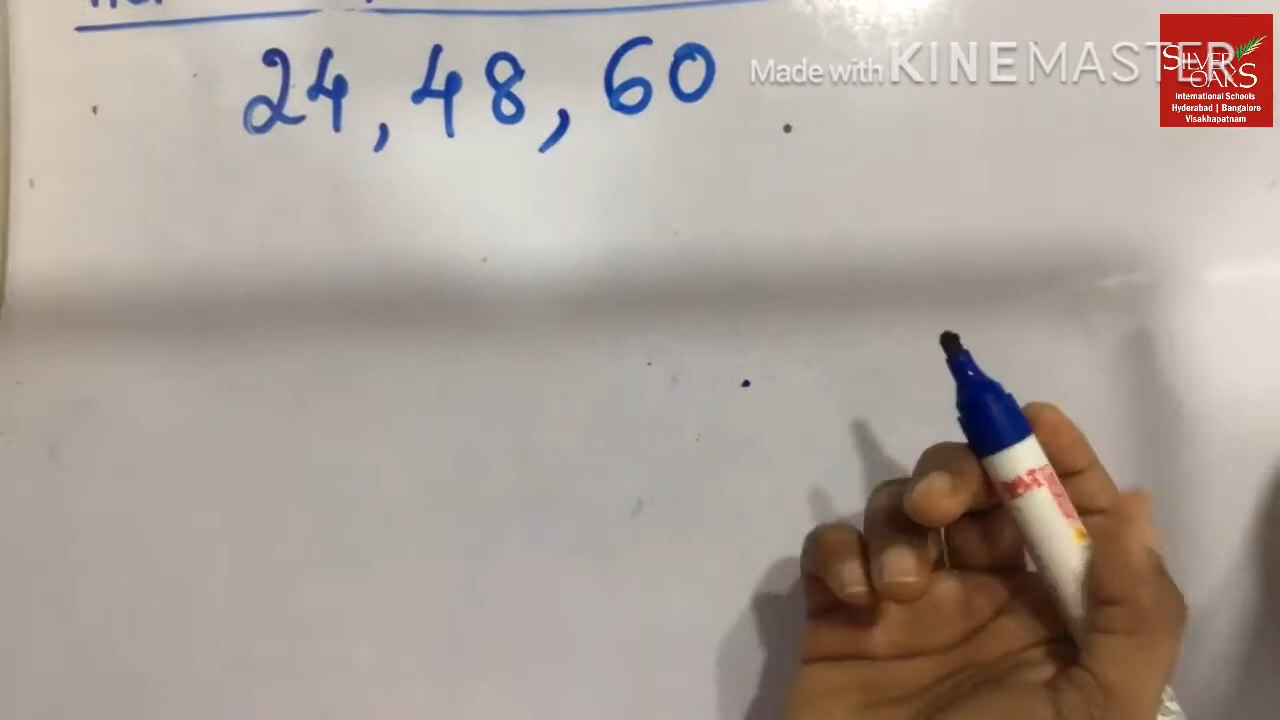 24, 48, 60
Made with KINEMASTER
SILVER OAKS
International Schools
Hyderabad | Bangalore
Visakhapatnam